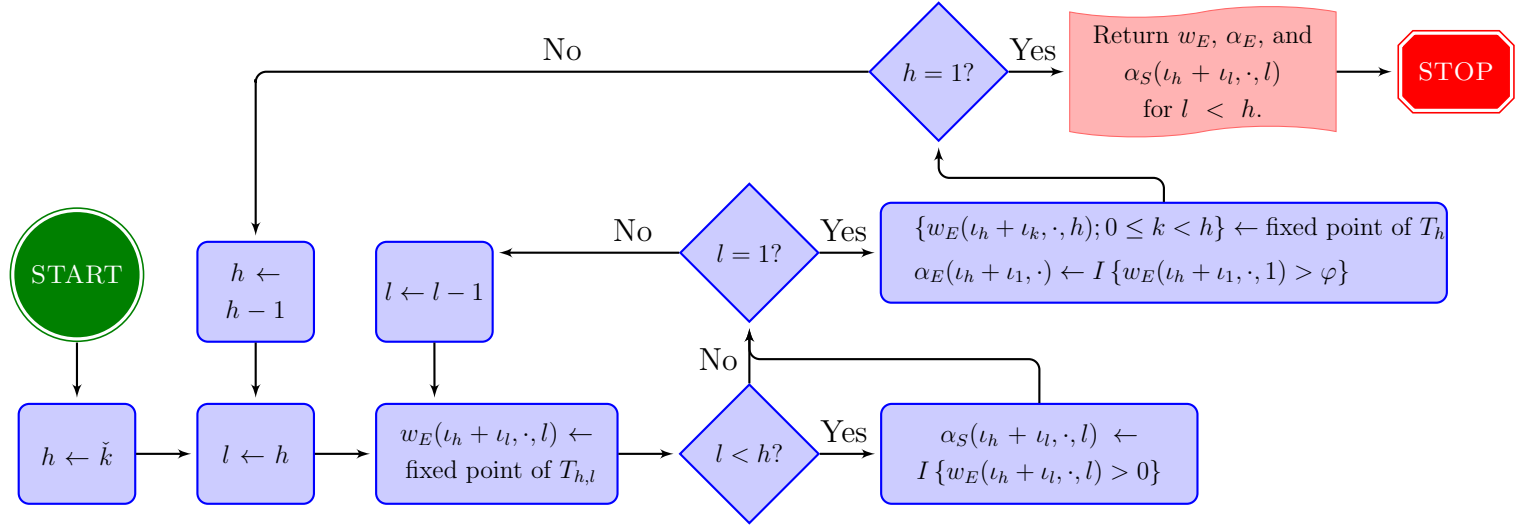 No
h = 1?
Yes
Return w_E, α_E, and
α_S(ι_h + ι_l, ·, l)
for l < h.
STOP
START
h ←
h − 1
l ← l − 1
No
l = 1?
Yes
{w_E(ι_h + ι_k, ·, h); 0 ≤ k < h} ← fixed point of T_h
α_E(ι_h + ι_1, ·) ← I {w_E(ι_h + ι_1, ·, 1) > φ}
No
h ← ǩ
l ← h
w_E(ι_h + ι_l, ·, l) ←
fixed point of T_{h,l}
l < h?
Yes
α_S(ι_h + ι_l, ·, l) ←
I {w_E(ι_h + ι_l, ·, l) > 0}